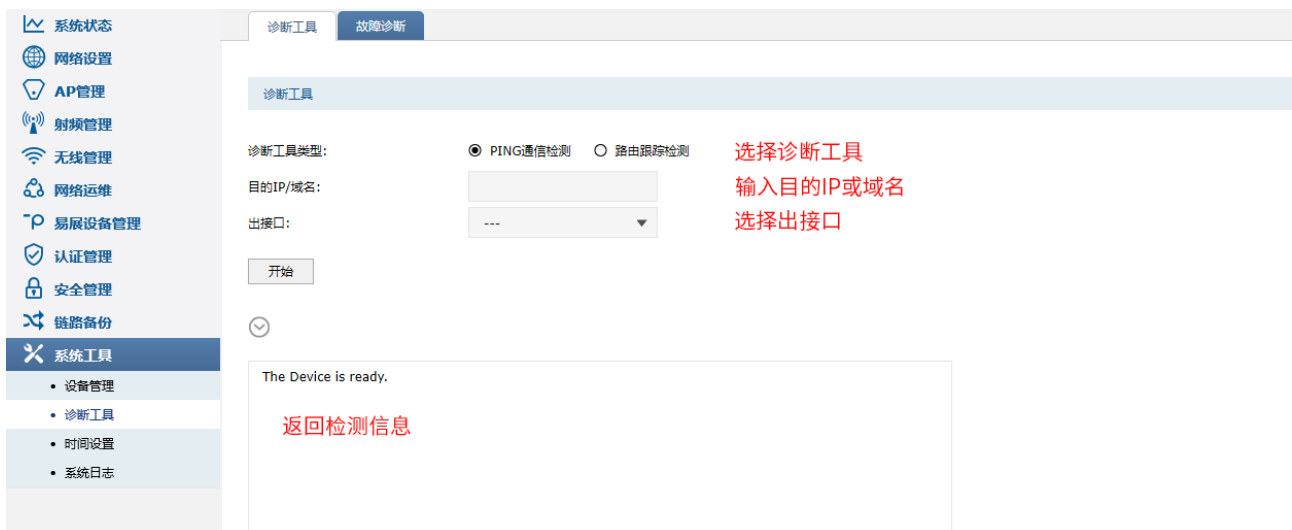 系统状态
网络设置
AP管理
射频管理
无线管理
网络运维
易展设备管理
认证管理
安全管理
链路备份
系统工具
• 设备管理
• 诊断工具
• 时间设置
• 系统日志
诊断工具 故障诊断
诊断工具
诊断工具类型: PING通信检测 路由跟踪检测 选择诊断工具
目的IP/域名: 输入目的IP或域名
出接口: --- 选择出接口
开始
The Device is ready.
返回检测信息